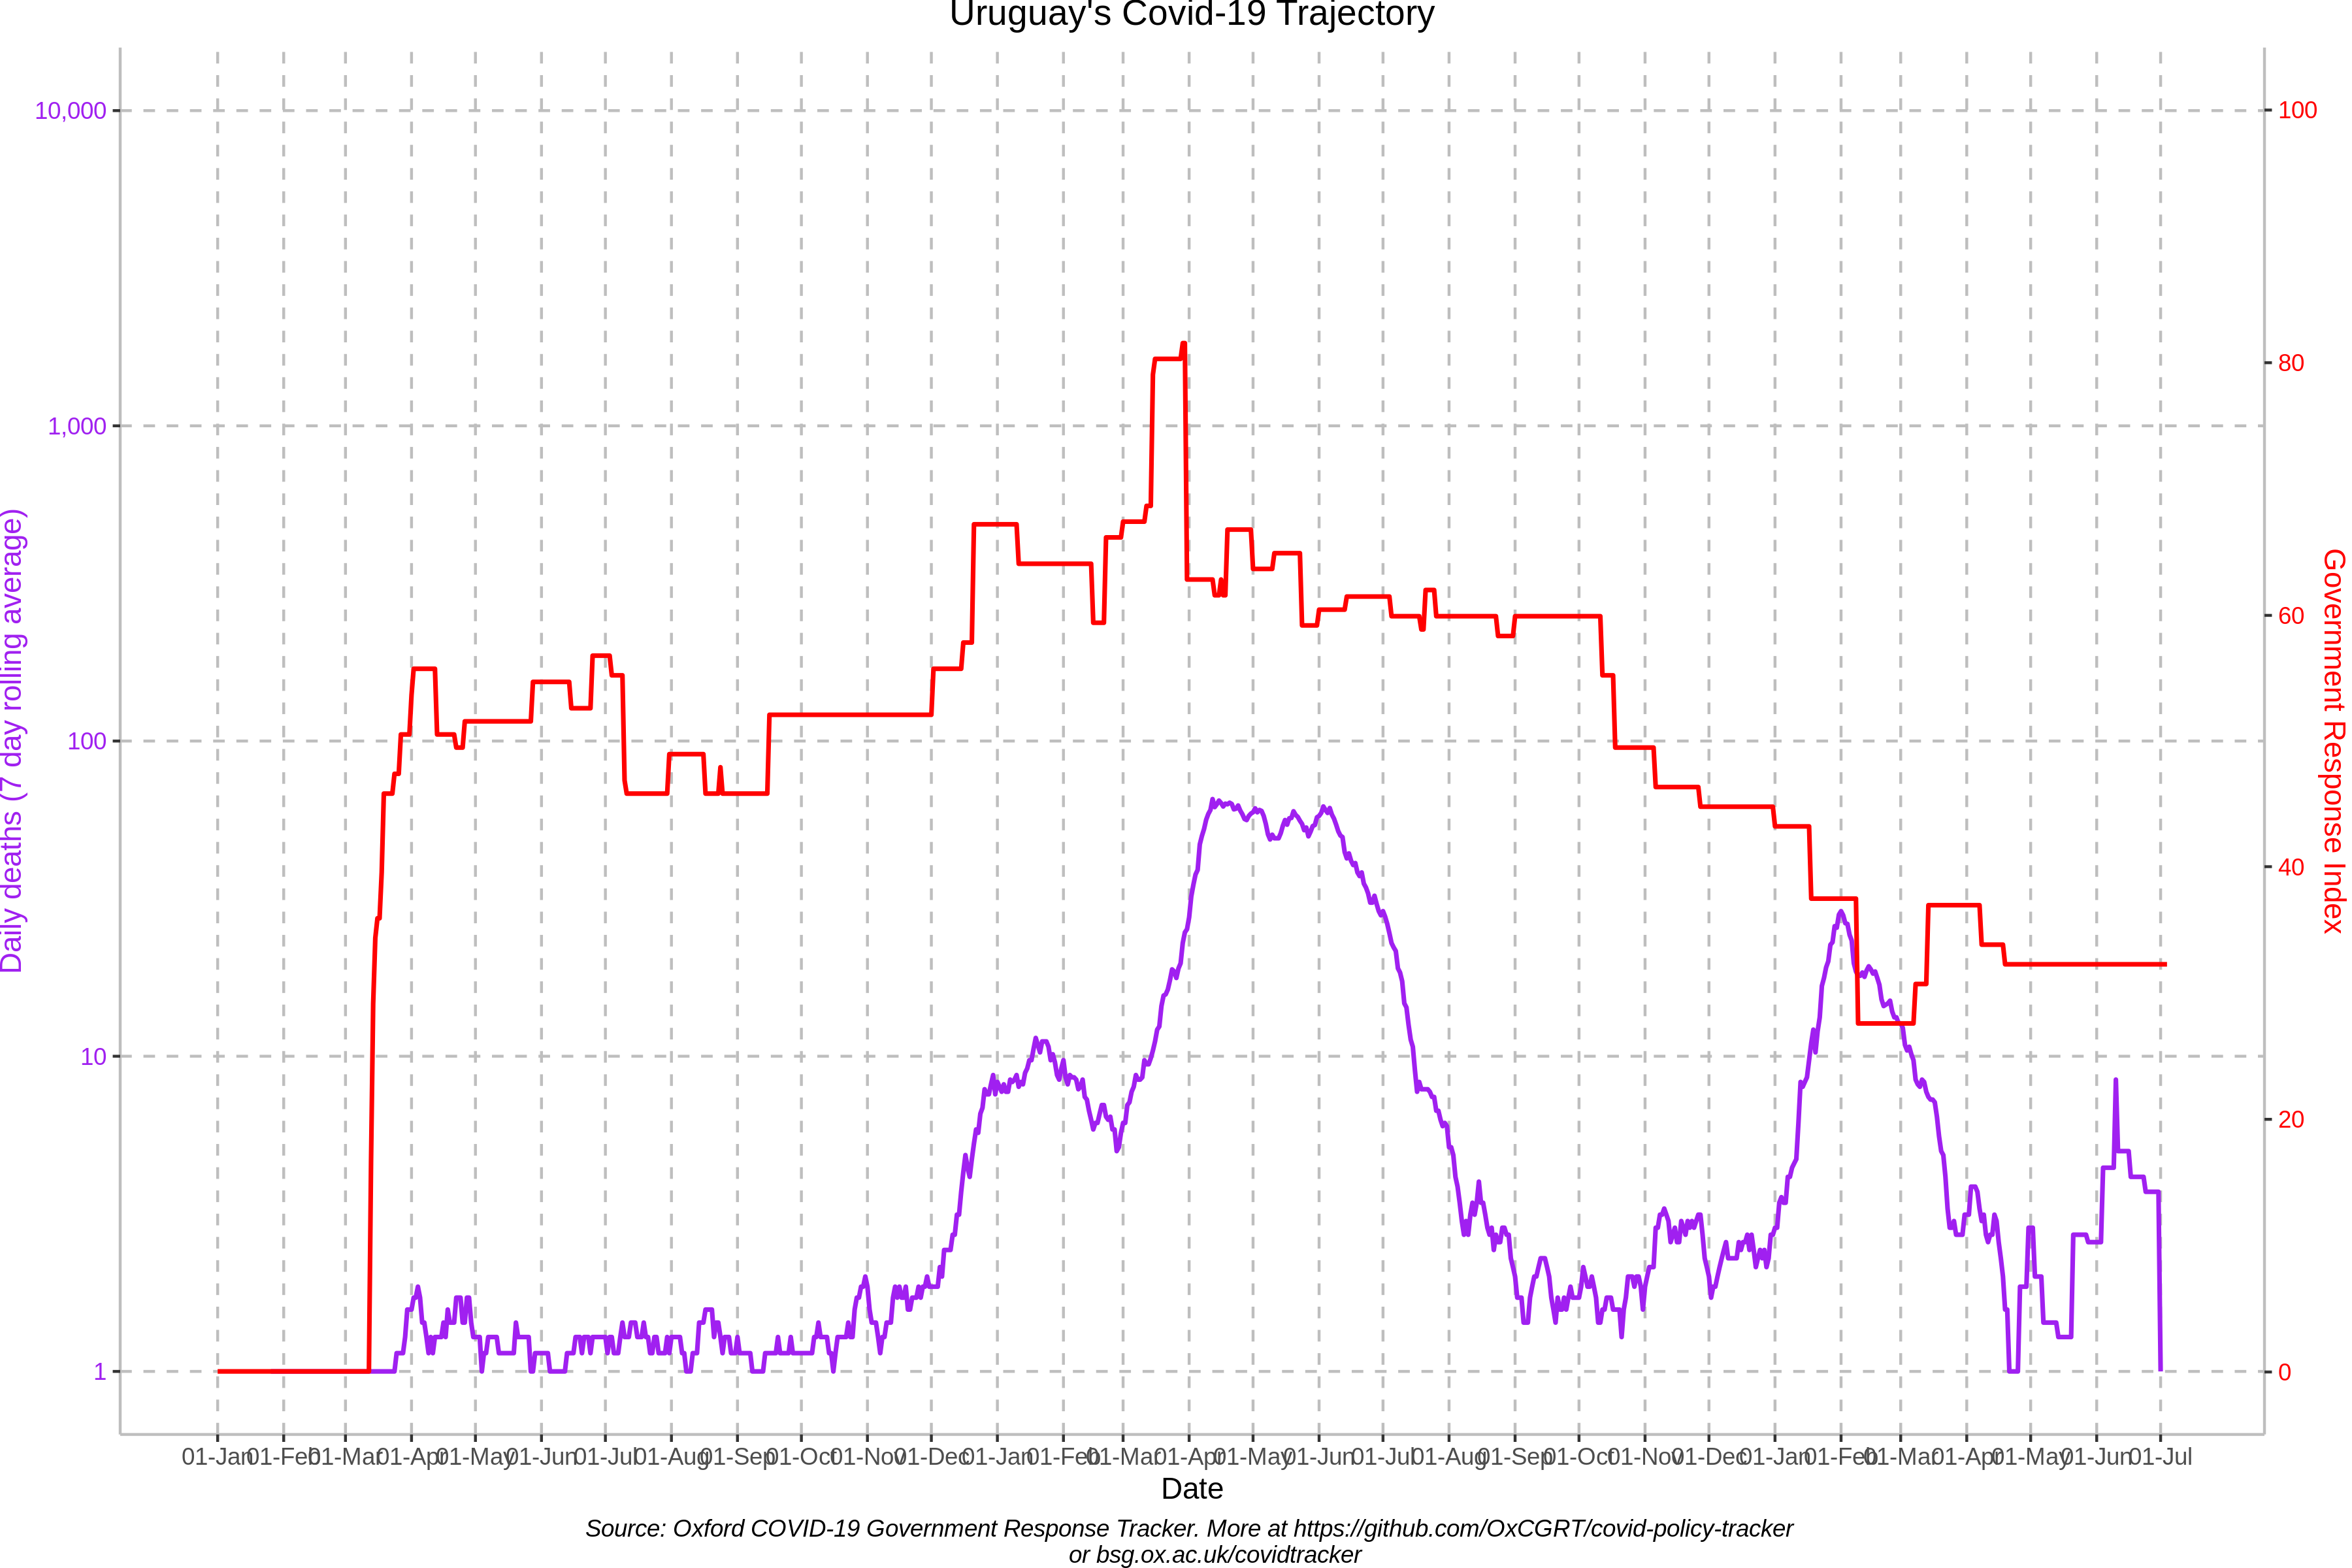 Uruguay's Covid-19 Trajectory
10,000
1,000
100
10
1
Daily deaths (7 day rolling average)
100
80
60
40
20
0
Government Response Index
01-Jan 01-Feb 01-Mar 01-Apr 01-May 01-Jun 01-Jul 01-Aug 01-Sep 01-Oct 01-Nov 01-Dec 01-Jan 01-Feb 01-Mar 01-Apr 01-May 01-Jun 01-Jul 01-Aug 01-Sep 01-Oct 01-Nov 01-Dec 01-Jan 01-Feb 01-Mar 01-Apr 01-May 01-Jun 01-Jul
Date
Source: Oxford COVID-19 Government Response Tracker. More at https://github.com/OxCGRT/covid-policy-tracker
or bsg.ox.ac.uk/covidtracker